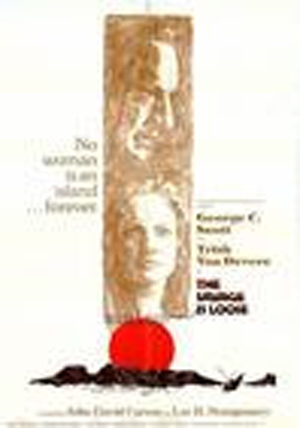 No
woman
is an
island
...forever.
George C.
Scott
Trish
Van Devere
THE
SAVAGE
IS LOOSE
John David Carson
Lee H. Montgomery